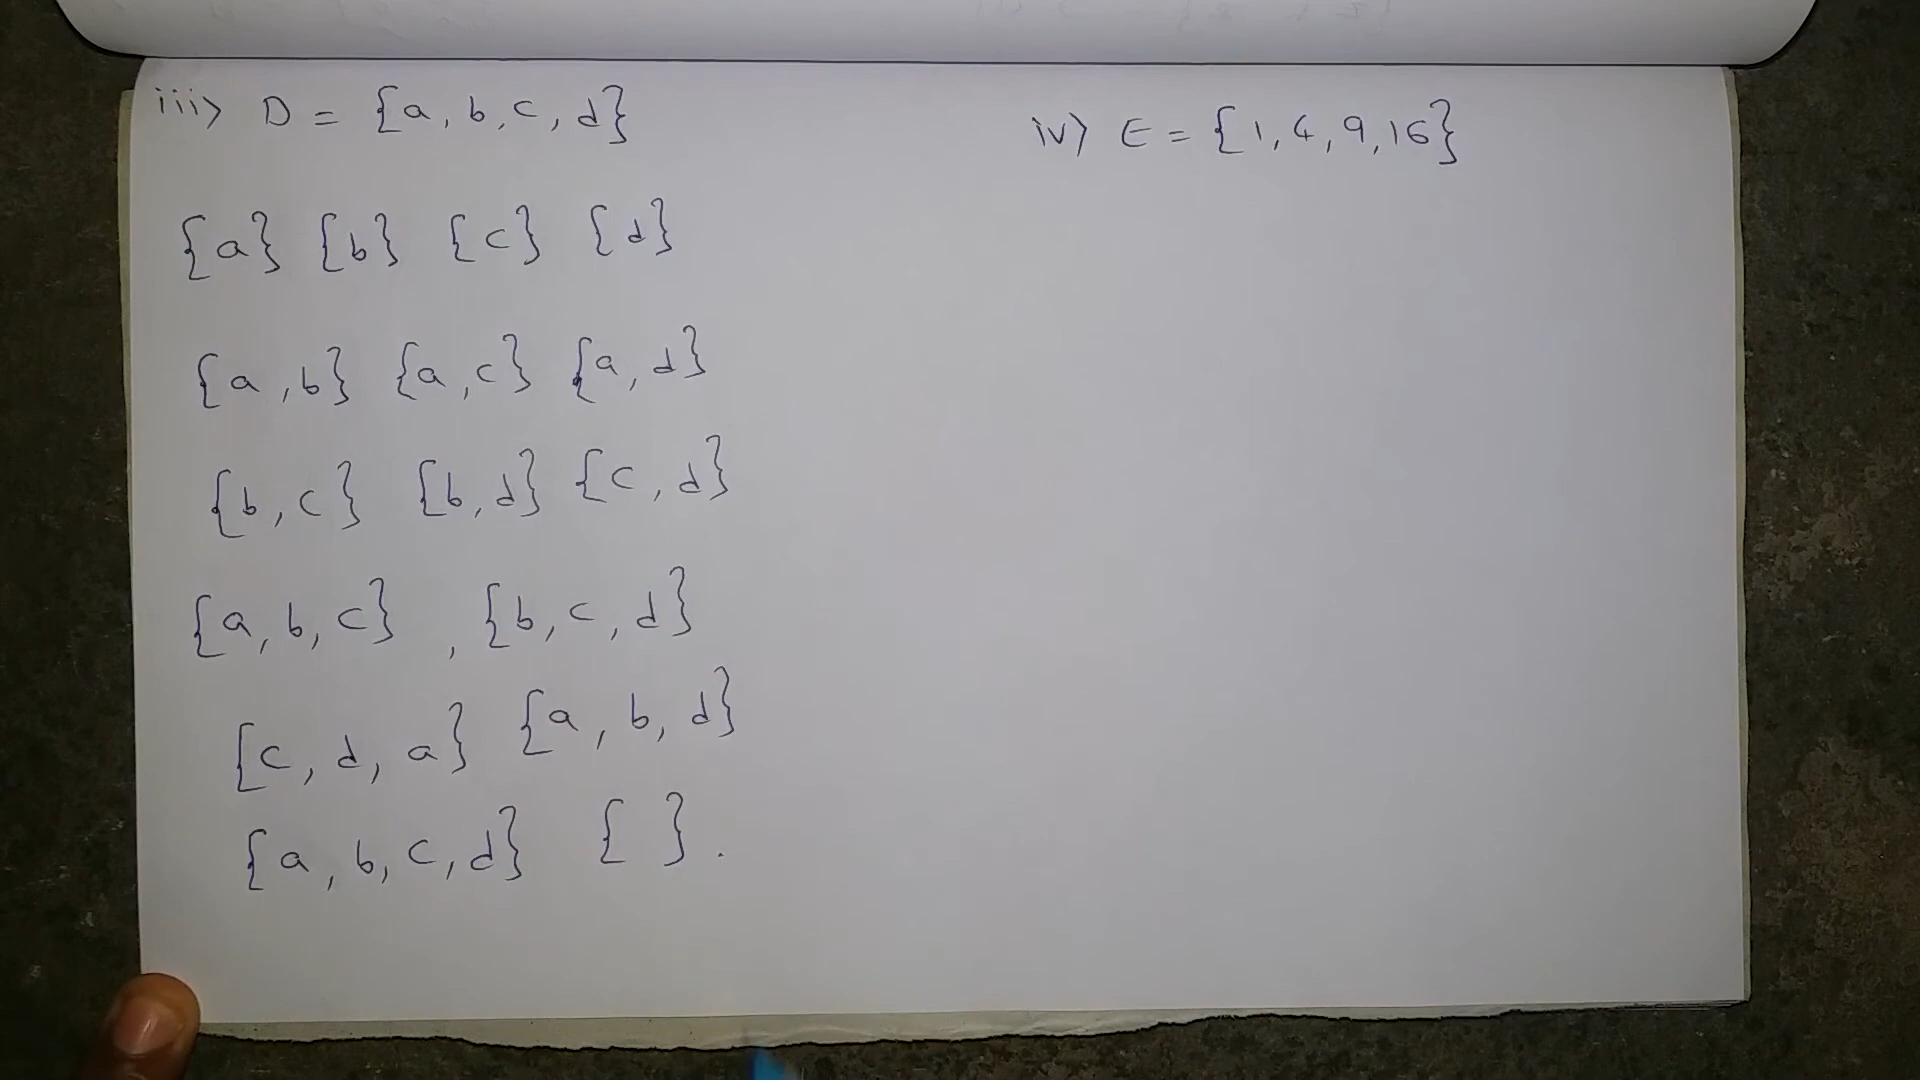 iii) D = {a, b, c, d}
{a} {b} {c} {d}
{a, b} {a, c} {a, d}
{b, c} {b, d} {c, d}
{a, b, c} , {b, c, d}
{c, d, a} {a, b, d}
{a, b, c, d} { } .
iv) E = {1, 4, 9, 16}